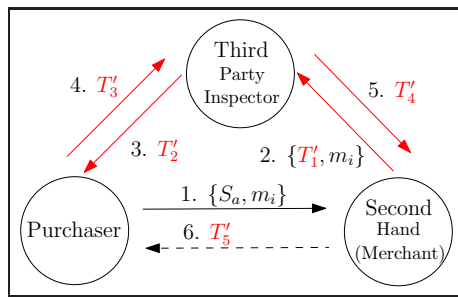 Third
Party
Inspector
4. T′₃
5. T′₄
3. T′₂
2. {T′₁, mᵢ}
1. {Sₐ, mᵢ}
6. T′₅
Purchaser
Second
Hand
(Merchant)